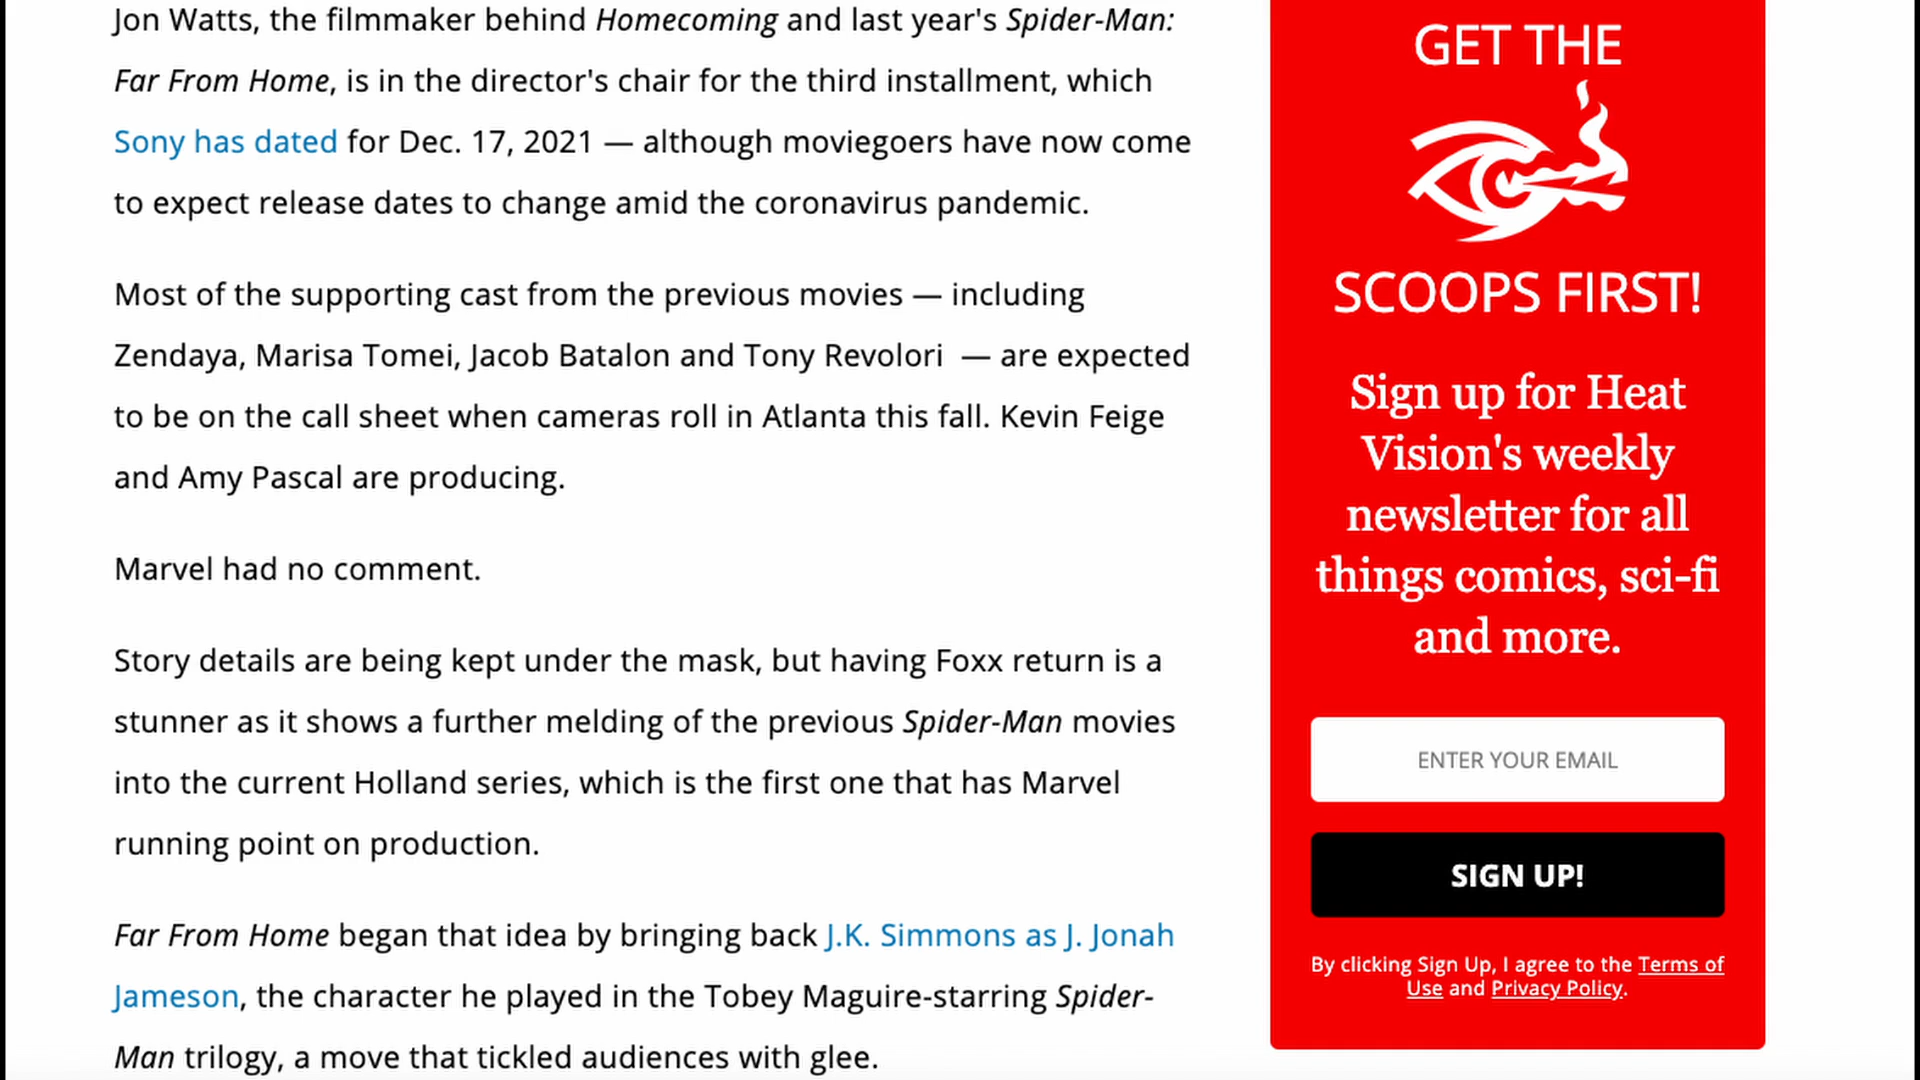 Jon Watts, the filmmaker behind Homecoming and last year's Spider-Man:
Far From Home, is in the director's chair for the third installment, which
Sony has dated for Dec. 17, 2021 — although moviegoers have now come
to expect release dates to change amid the coronavirus pandemic.
Most of the supporting cast from the previous movies — including
Zendaya, Marisa Tomei, Jacob Batalon and Tony Revolori  — are expected
to be on the call sheet when cameras roll in Atlanta this fall. Kevin Feige
and Amy Pascal are producing.
Marvel had no comment.
Story details are being kept under the mask, but having Foxx return is a
stunner as it shows a further melding of the previous Spider-Man movies
into the current Holland series, which is the first one that has Marvel
running point on production.
Far From Home began that idea by bringing back J.K. Simmons as J. Jonah
Jameson, the character he played in the Tobey Maguire-starring Spider-
Man trilogy, a move that tickled audiences with glee.
GET THE
SCOOPS FIRST!
Sign up for Heat
Vision's weekly
newsletter for all
things comics, sci-fi
and more.
ENTER YOUR EMAIL
SIGN UP!
By clicking Sign Up, I agree to the Terms of
Use and Privacy Policy.